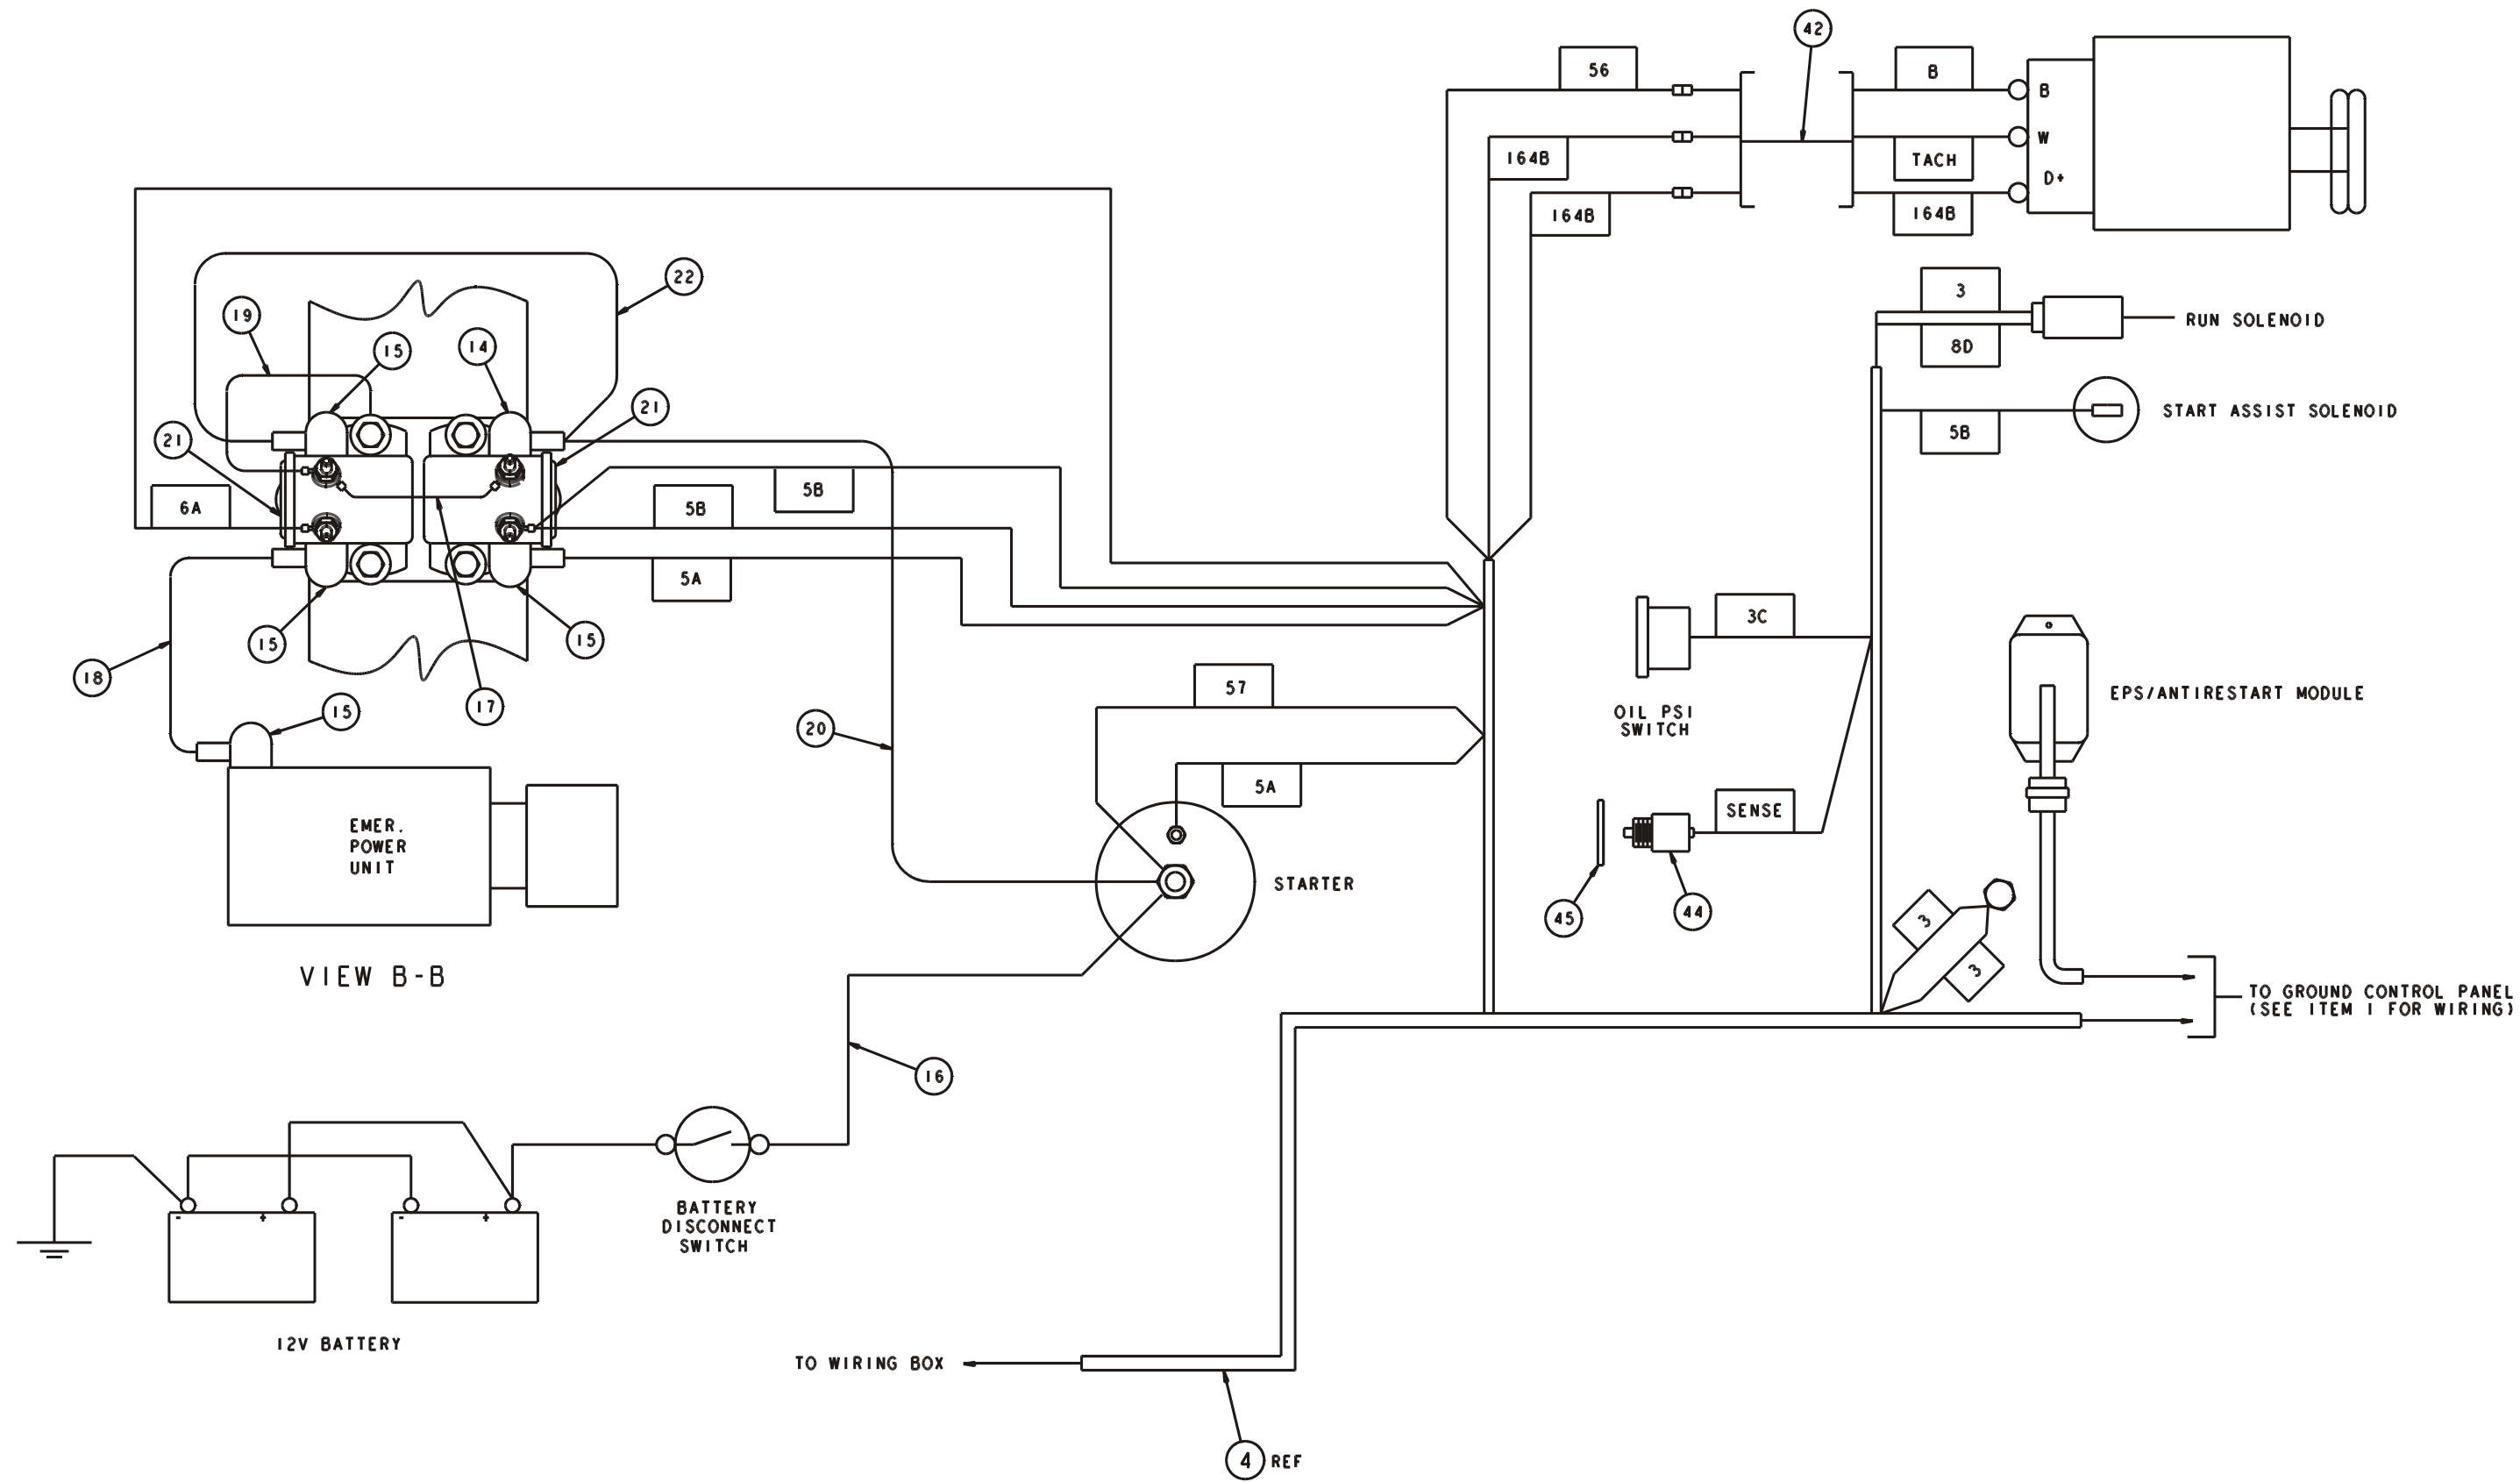 42
56
B
B
164B
W
TACH
D+
164B
164B
22
19
15
14
3
RUN SOLENOID
8D
21
21
START ASSIST SOLENOID
5B
6A
5B
5B
5A
15
15
18
17
15
20
57
5A
3C
OIL PSI
SWITCH
EPS/ANTIRESTART MODULE
EMER.
POWER
UNIT
SENSE
STARTER
45
44
3
3
VIEW B-B
TO GROUND CONTROL PANEL
(SEE ITEM 1 FOR WIRING)
16
BATTERY
DISCONNECT
SWITCH
- +
- +
12V BATTERY
TO WIRING BOX
4 REF